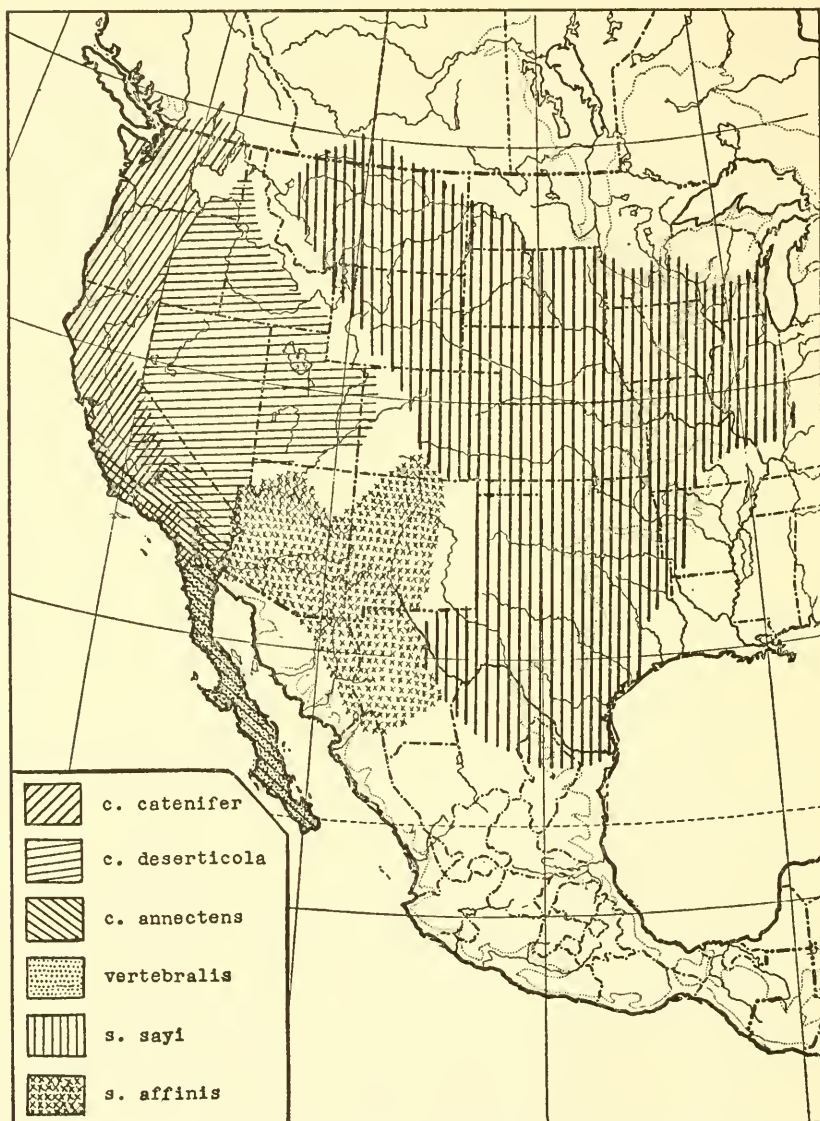 c. catenifer
c. deserticola
c. annectens
vertebralis
s. sayi
s. affinis